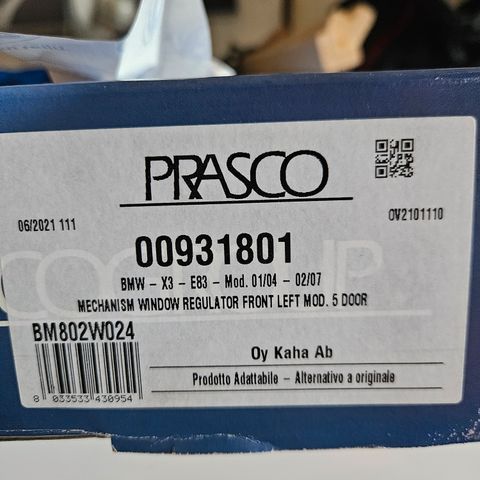 PRASCO
06/2021 111
OV2101110
00931801
BMW - X3 - E83 - Mod. 01/04 - 02/07
MECHANISM WINDOW REGULATOR FRONT LEFT MOD. 5 DOOR
BM802W024
Oy Kaha Ab
Prodotto Adattabile - Alternativo a originale
8 033533 430954